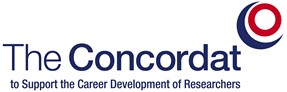 The Concordat
to Support the Career Development of Researchers